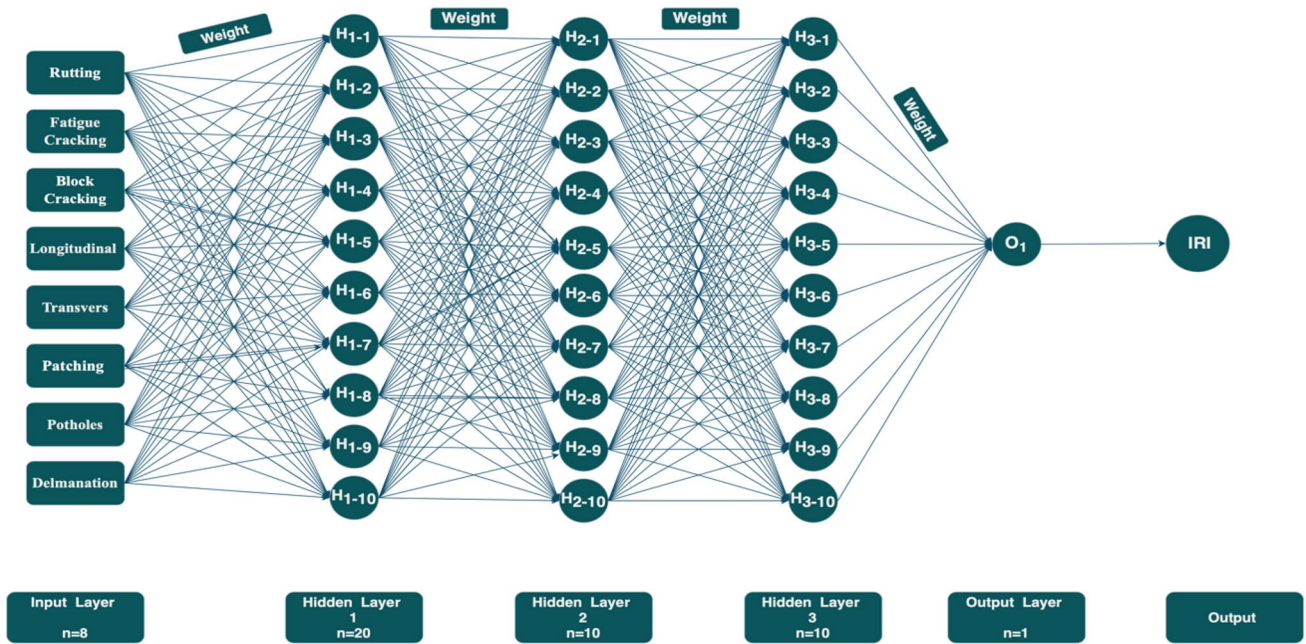 Weight
Weight
Weight
Weight
Rutting
Fatigue
Cracking
Block
Cracking
Longitudinal
Transvers
Patching
Potholes
Delmanation
H1-1
H1-2
H1-3
H1-4
H1-5
H1-6
H1-7
H1-8
H1-9
H1-10
H2-1
H2-2
H2-3
H2-4
H2-5
H2-6
H2-7
H2-8
H2-9
H2-10
H3-1
H3-2
H3-3
H3-4
H3-5
H3-6
H3-7
H3-8
H3-9
H3-10
O1
IRI
Input Layer
n=8
Hidden Layer
1
n=20
Hidden Layer
2
n=10
Hidden Layer
3
n=10
Output Layer
n=1
Output